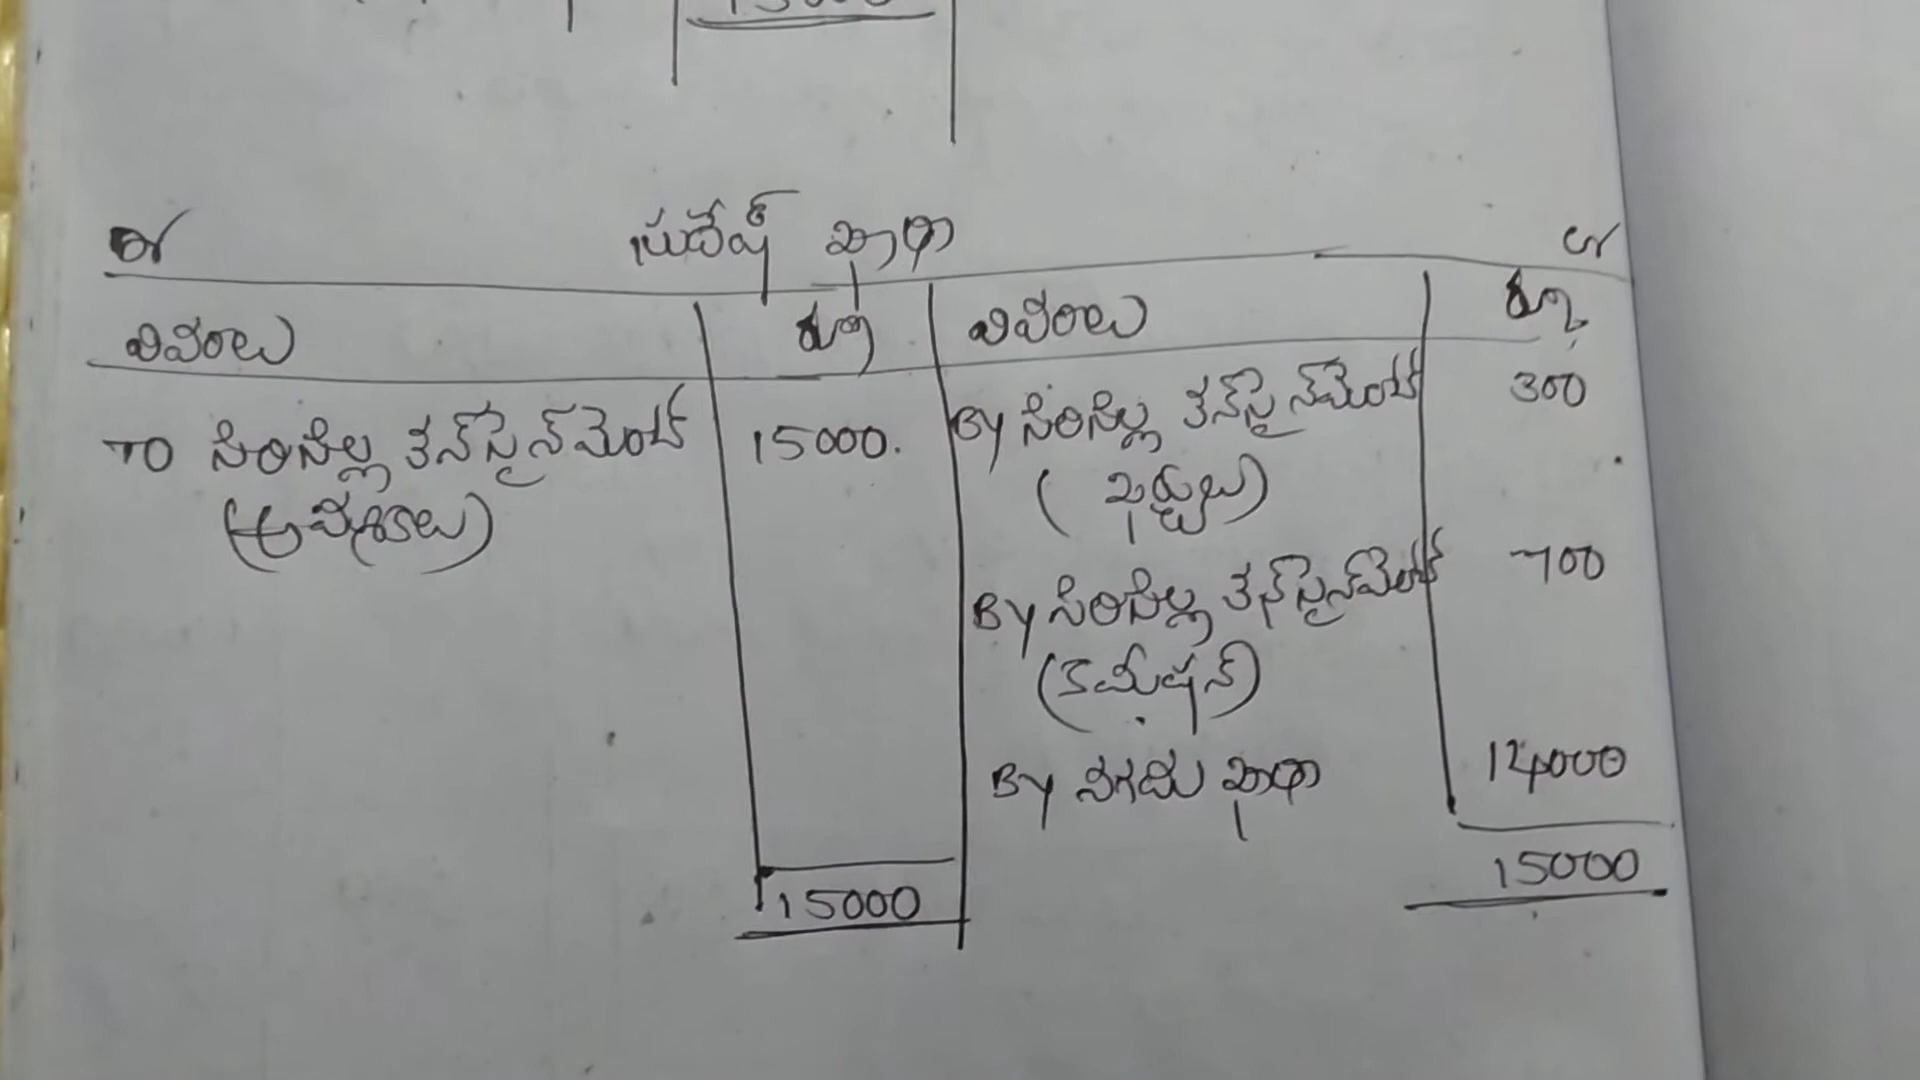 15000
Dr సురేష్ ఖాతా Cr
వివరాలు రూ వివరాలు రూ
To సిరిసిల్ల కన్‌సైన్‌మెంట్ 15000. By సిరిసిల్ల కన్‌సైన్‌మెంట్ 300
(అమ్మకాలు) (ఖర్చులు)
By సిరిసిల్ల కన్‌సైన్‌మెంట్ 700
(కమీషన్)
By నగదు ఖాతా 14000
15000 15000